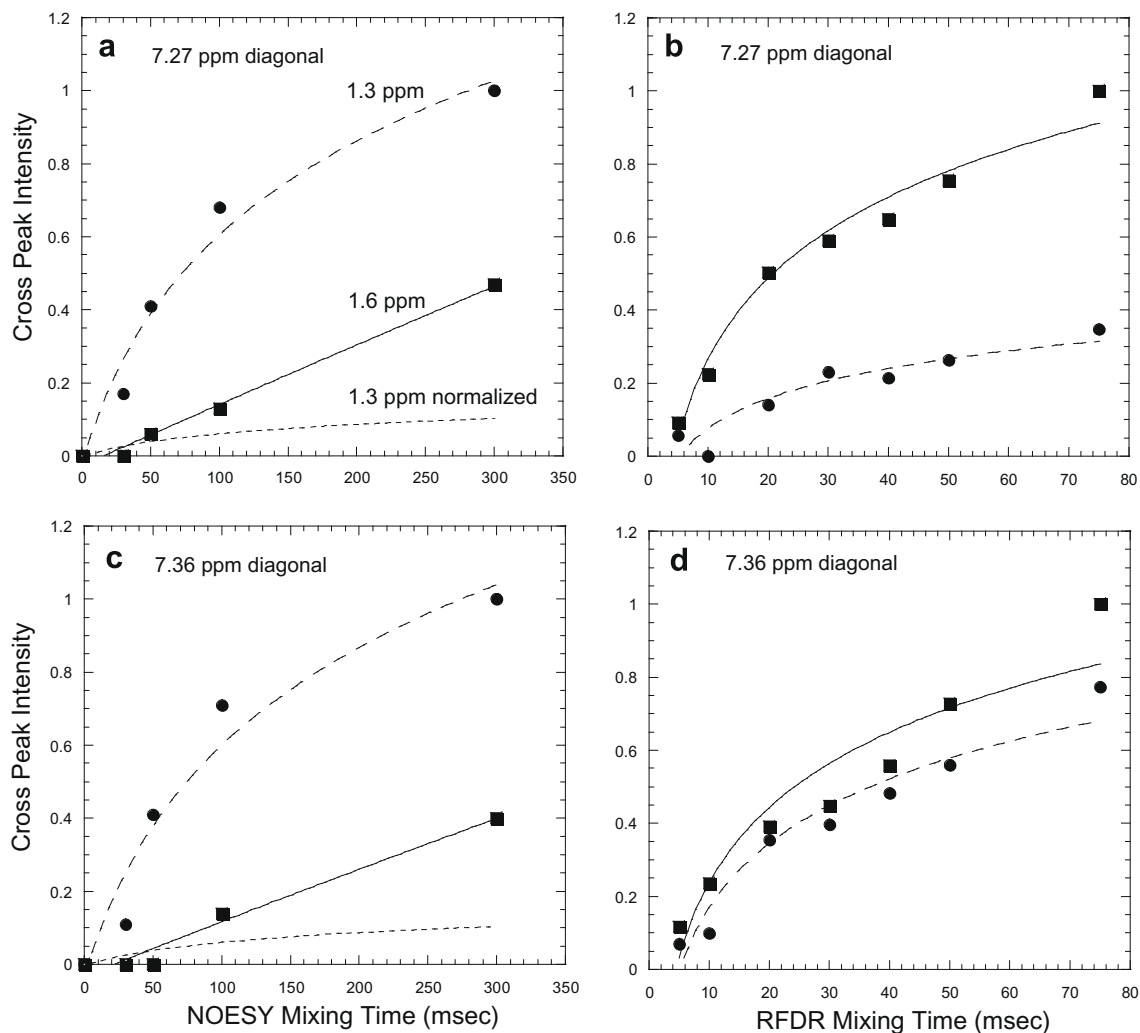 a
7.27 ppm diagonal
1.3 ppm
1.6 ppm
1.3 ppm normalized
Cross Peak Intensity
1.2
1
0.8
0.6
0.4
0.2
0
0 50 100 150 200 250 300 350
b
7.27 ppm diagonal
1.2
1
0.8
0.6
0.4
0.2
0
0 10 20 30 40 50 60 70 80
c
7.36 ppm diagonal
Cross Peak Intensity
1.2
1
0.8
0.6
0.4
0.2
0
0 50 100 150 200 250 300 350
NOESY Mixing Time (msec)
d
7.36 ppm diagonal
1.2
1
0.8
0.6
0.4
0.2
0
0 10 20 30 40 50 60 70 80
RFDR Mixing Time (msec)